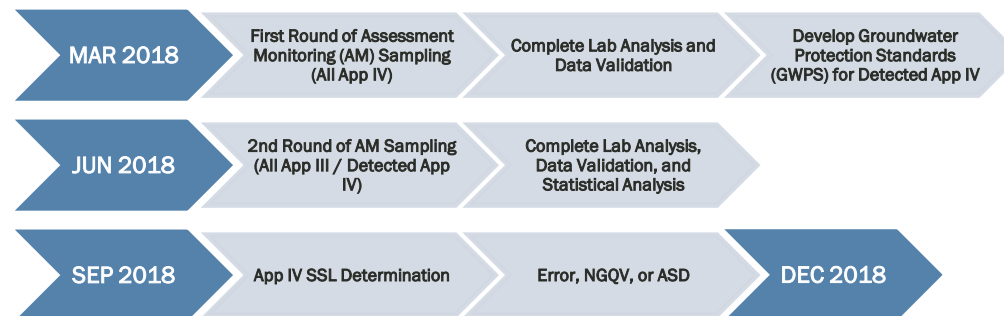 MAR 2018
First Round of Assessment
Monitoring (AM) Sampling
(All App IV)
Complete Lab Analysis and
Data Validation
Develop Groundwater
Protection Standards
(GWPS) for Detected App IV
JUN 2018
2nd Round of AM Sampling
(All App III / Detected App
IV)
Complete Lab Analysis,
Data Validation, and
Statistical Analysis
SEP 2018
App IV SSL Determination
Error, NGQV, or ASD
DEC 2018